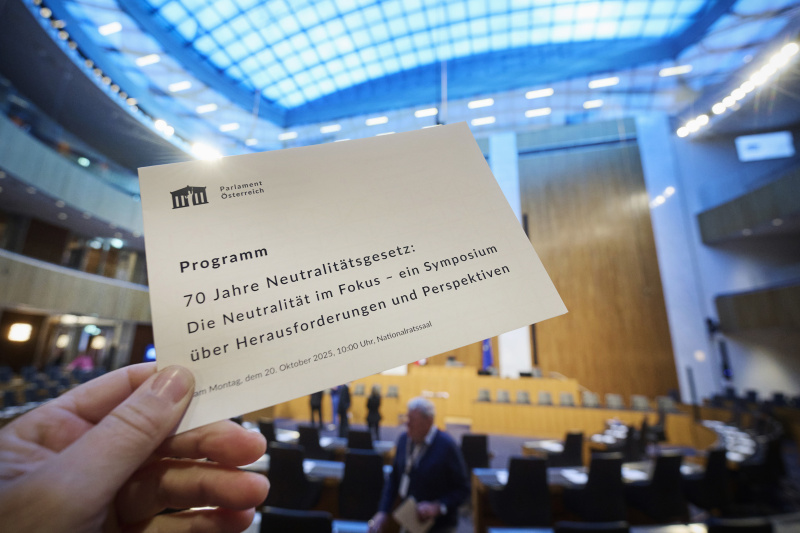 Parlament
Österreich
Programm
70 Jahre Neutralitätsgesetz:
Die Neutralität im Fokus – ein Symposium
über Herausforderungen und Perspektiven
am Montag, dem 20. Oktober 2025, 10:00 Uhr, Nationalratssaal